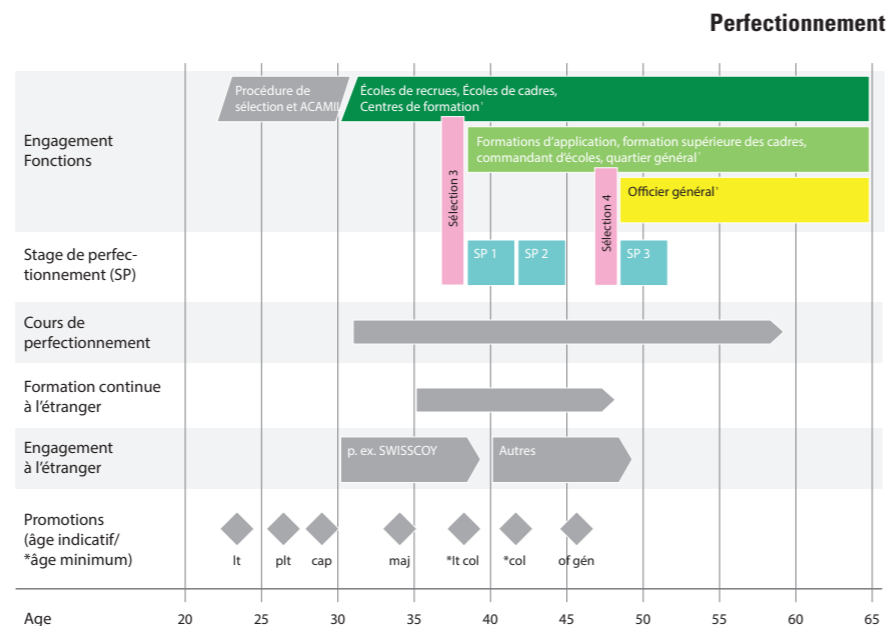 Perfectionnement
Engagement
Fonctions
Procédure de
sélection et ACAMIL
Écoles de recrues, Écoles de cadres,
Centres de formation
Formations d'application, formation supérieure des cadres,
commandant d'écoles, quartier général
Officier général
Sélection 3
Sélection 4
Stage de perfec-
tionnement (SP)
SP 1
SP 2
SP 3
Cours de
perfectionnement
Formation continue
à l'étranger
Engagement
à l'étranger
p. ex. SWISSCOY
Autres
Promotions
(âge indicatif/
*âge minimum)
lt
plt
cap
maj
*lt col
*col
of gén
Age
20
25
30
35
40
45
50
55
60
65